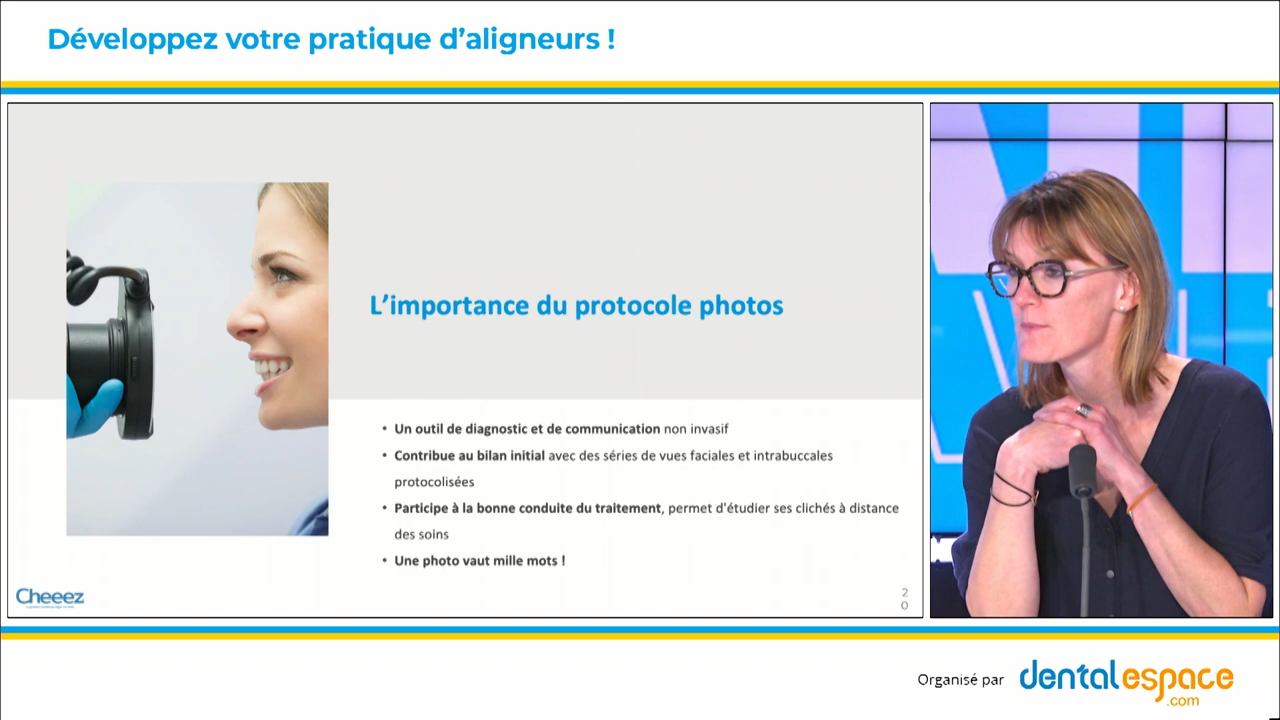 Développez votre pratique d'aligneurs !
L'importance du protocole photos
• Un outil de diagnostic et de communication non invasif
• Contribue au bilan initial avec des séries de vues faciales et intrabuccales
protocolisées
• Participe à la bonne conduite du traitement, permet d'étudier ses clichés à distance
des soins
• Une photo vaut mille mots !
Cheeez
2
0
Organisé par
dentalespace
.com